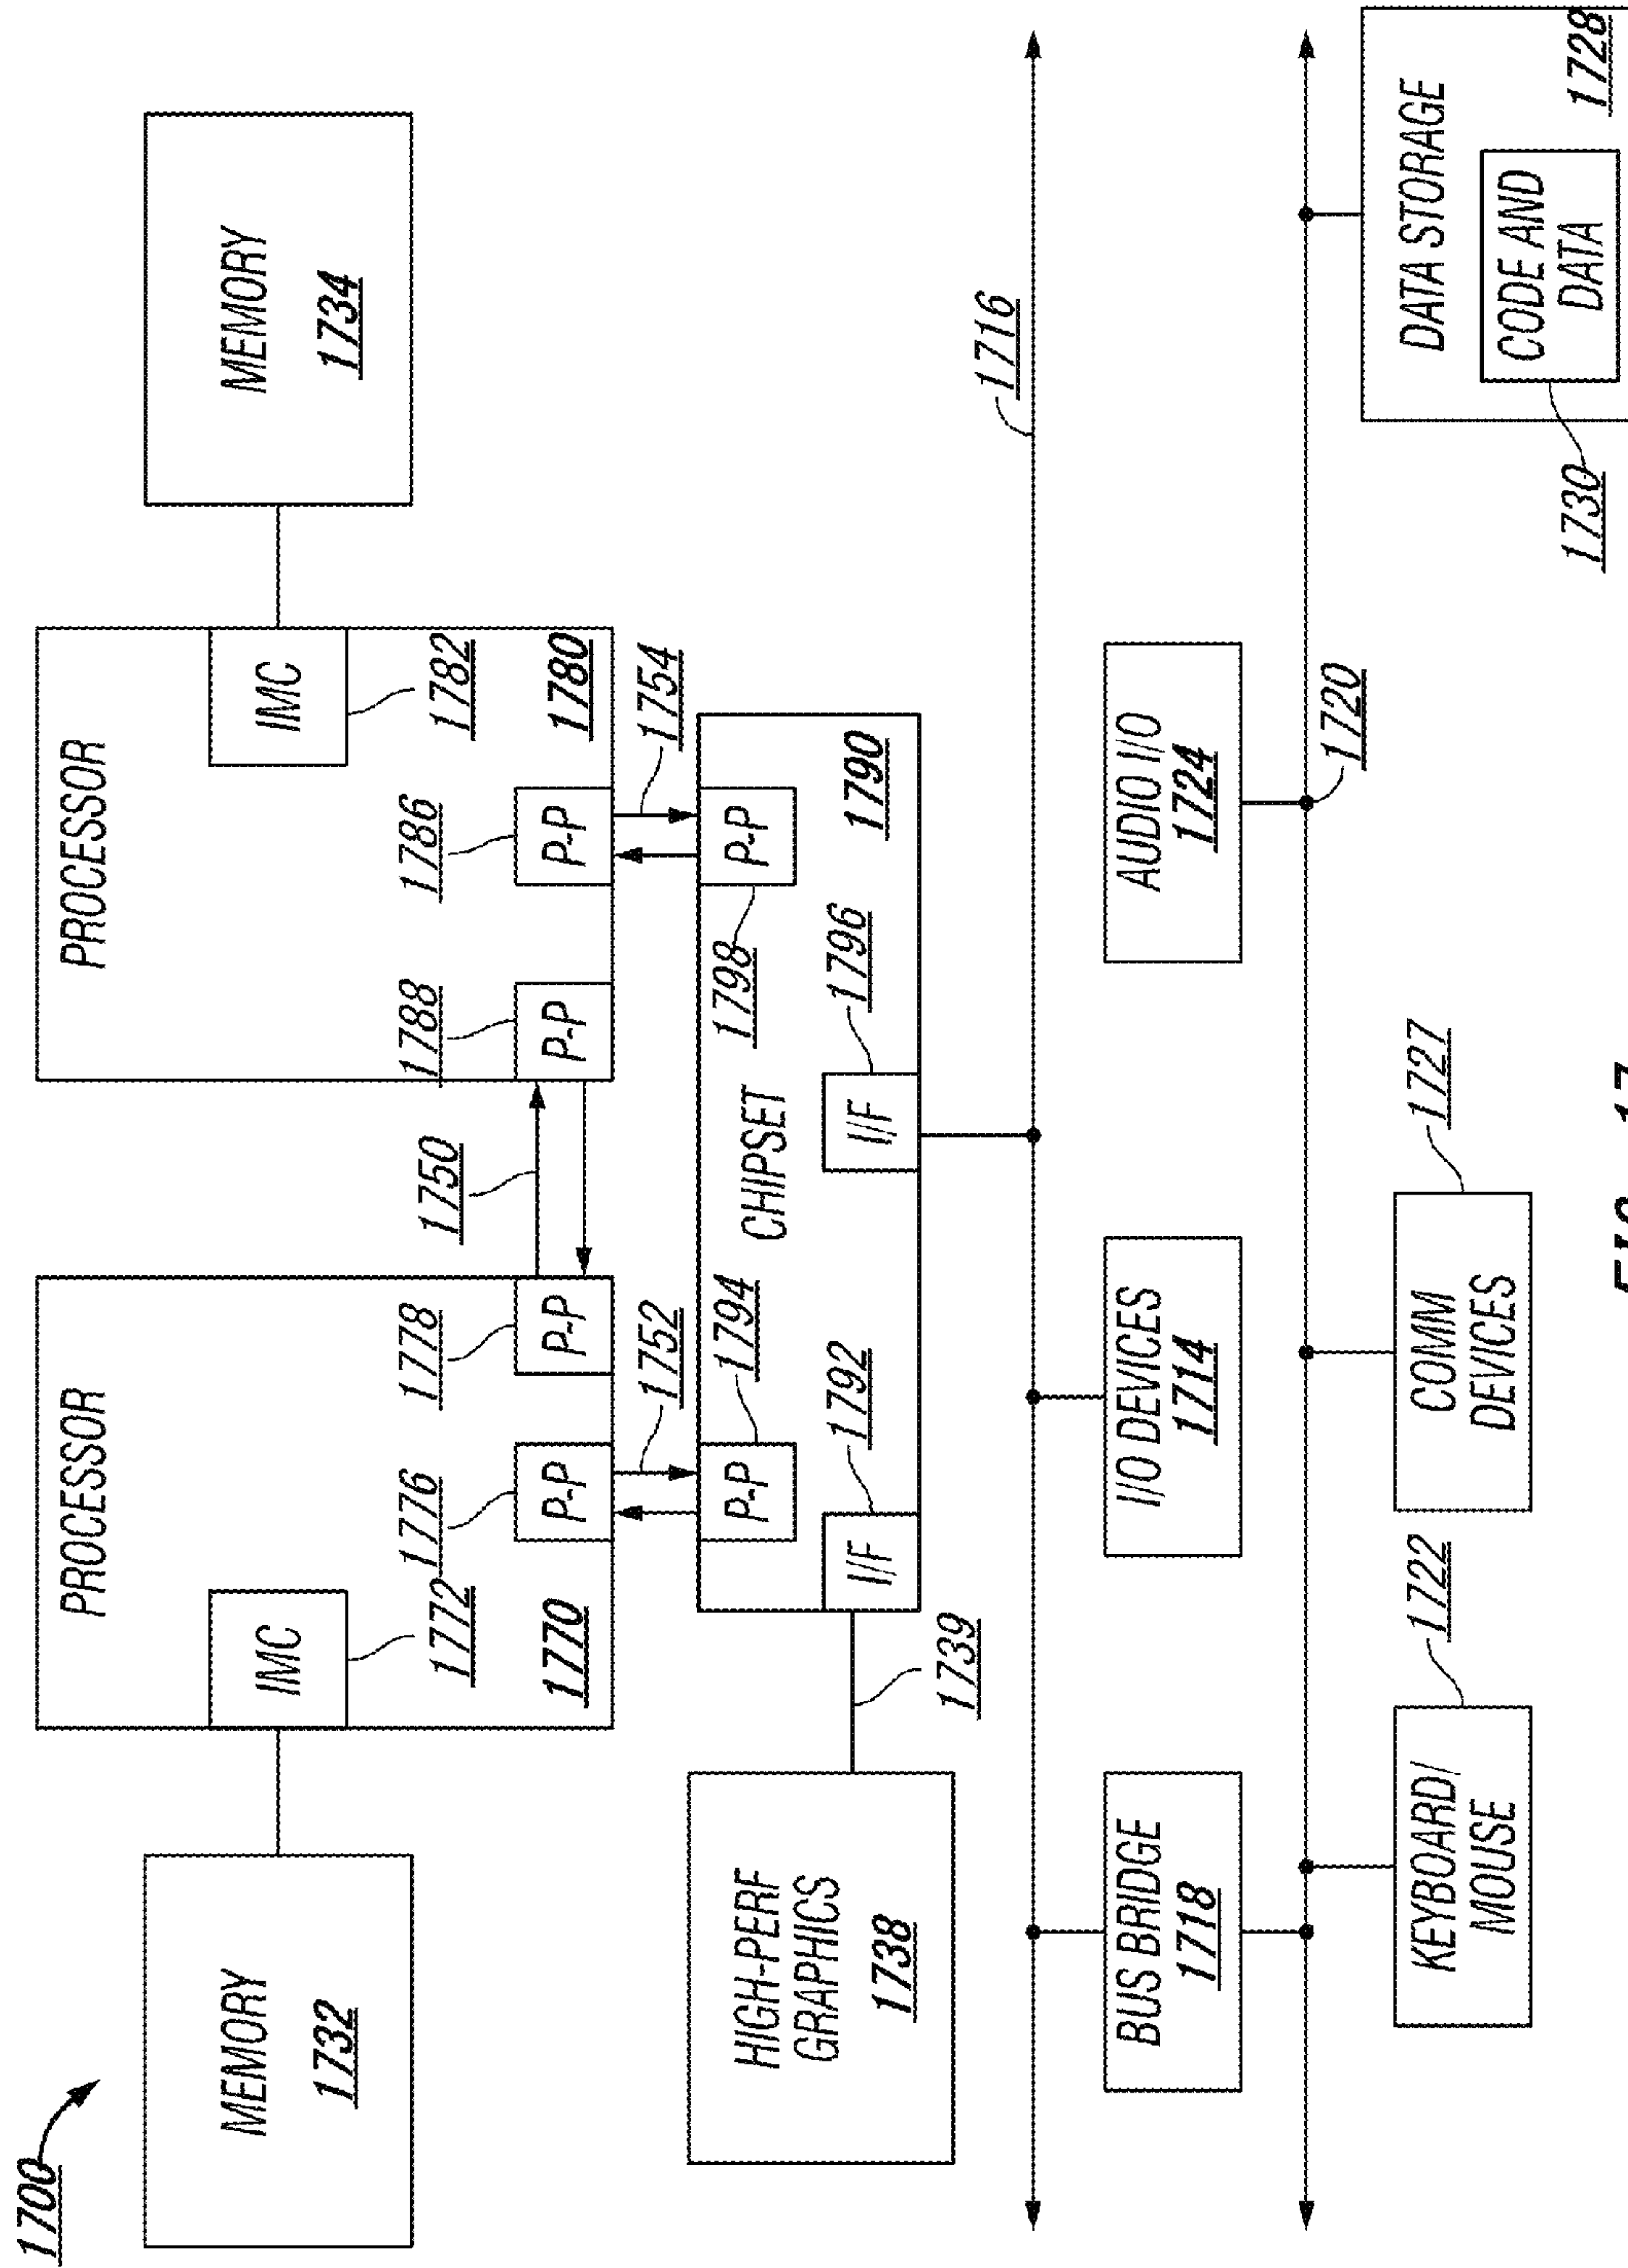 1700
MEMORY
1732
PROCESSOR
IMC
1772
1770
1776
P-P
1778
P-P
1750
PROCESSOR
1788
P-P
1786
P-P
IMC
1782
1780
MEMORY
1734
1752
1754
HIGH-PERF
GRAPHICS
1738
1739
P-P
1794
CHIPSET
1798
P-P
1790
I/F
1792
I/F
1796
1716
BUS BRIDGE
1718
I/O DEVICES
1714
AUDIO I/O
1724
1720
KEYBOARD/
MOUSE
1722
COMM
DEVICES
1727
DATA STORAGE
CODE AND
DATA
1728
1730